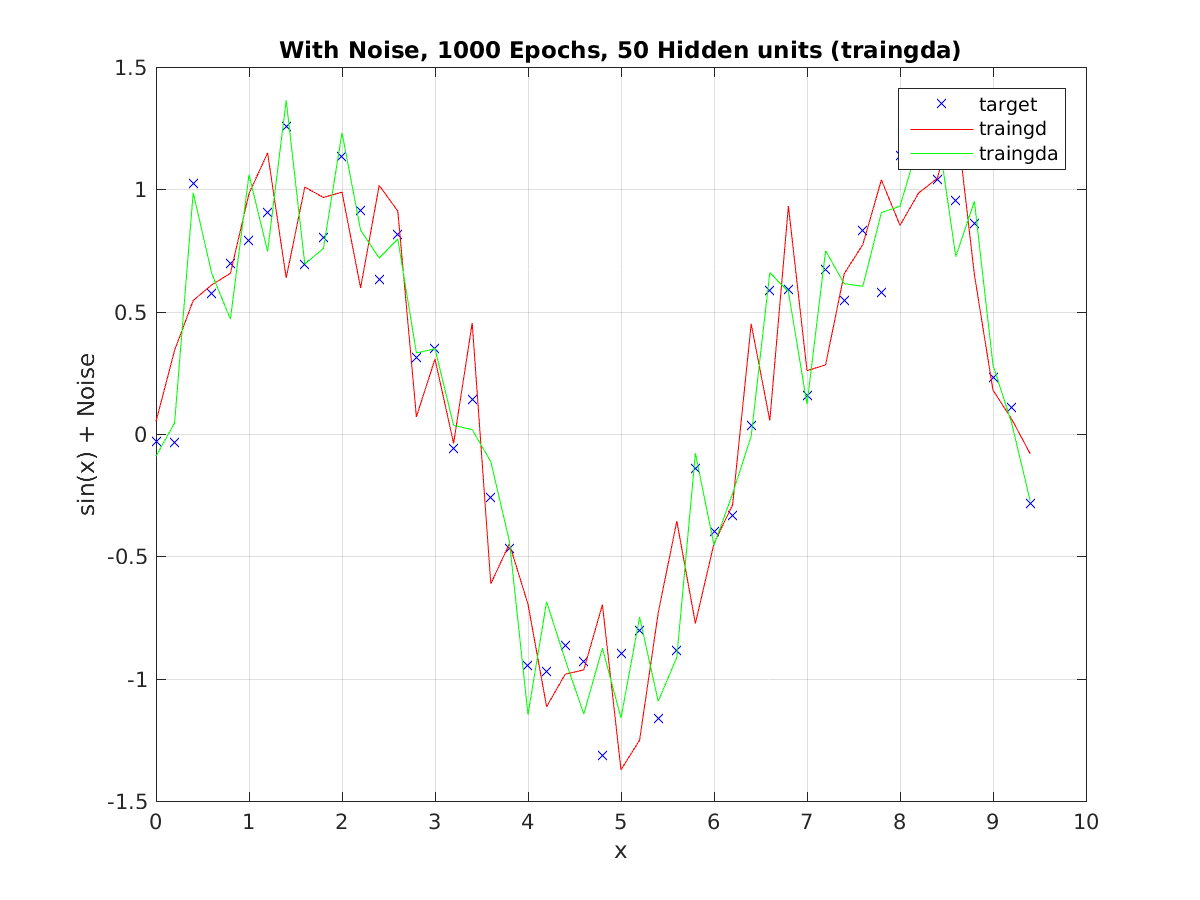 With Noise, 1000 Epochs, 50 Hidden units (traingda)
target
traingd
traingda
sin(x) + Noise
1.5
1
0.5
0
-0.5
-1
-1.5
0 1 2 3 4 5 6 7 8 9 10
x